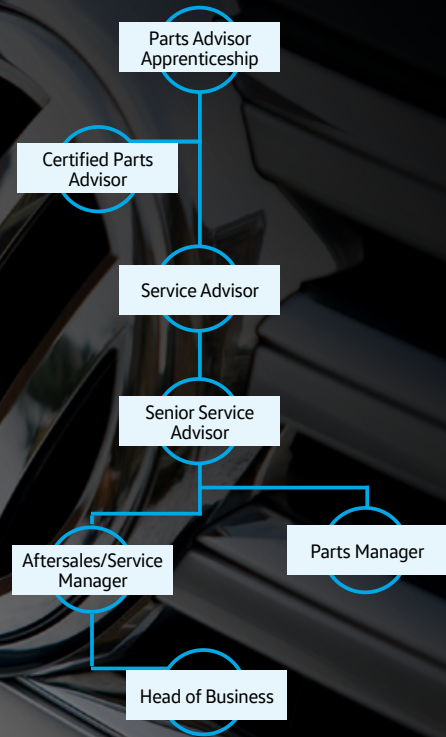 Parts Advisor
Apprenticeship
Certified Parts
Advisor
Service Advisor
Senior Service
Advisor
Aftersales/Service
Manager
Parts Manager
Head of Business